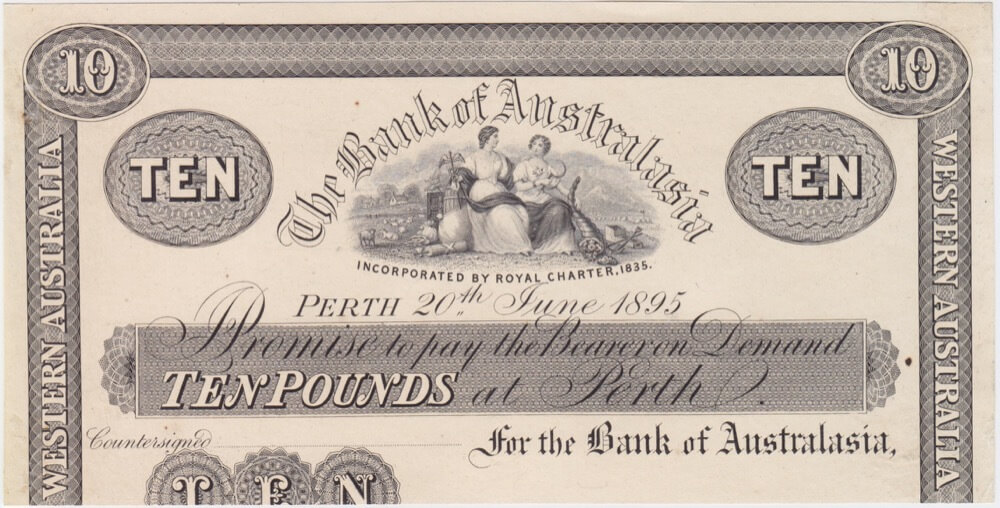 10 10
The Bank of Australasia
TEN TEN
INCORPORATED BY ROYAL CHARTER, 1835.
PERTH 20th June 1895
Promise to pay the Bearer on Demand
TEN POUNDS at Perth
Countersigned
For the Bank of Australasia,
TEN
WESTERN AUSTRALIA
WESTERN AUSTRALIA